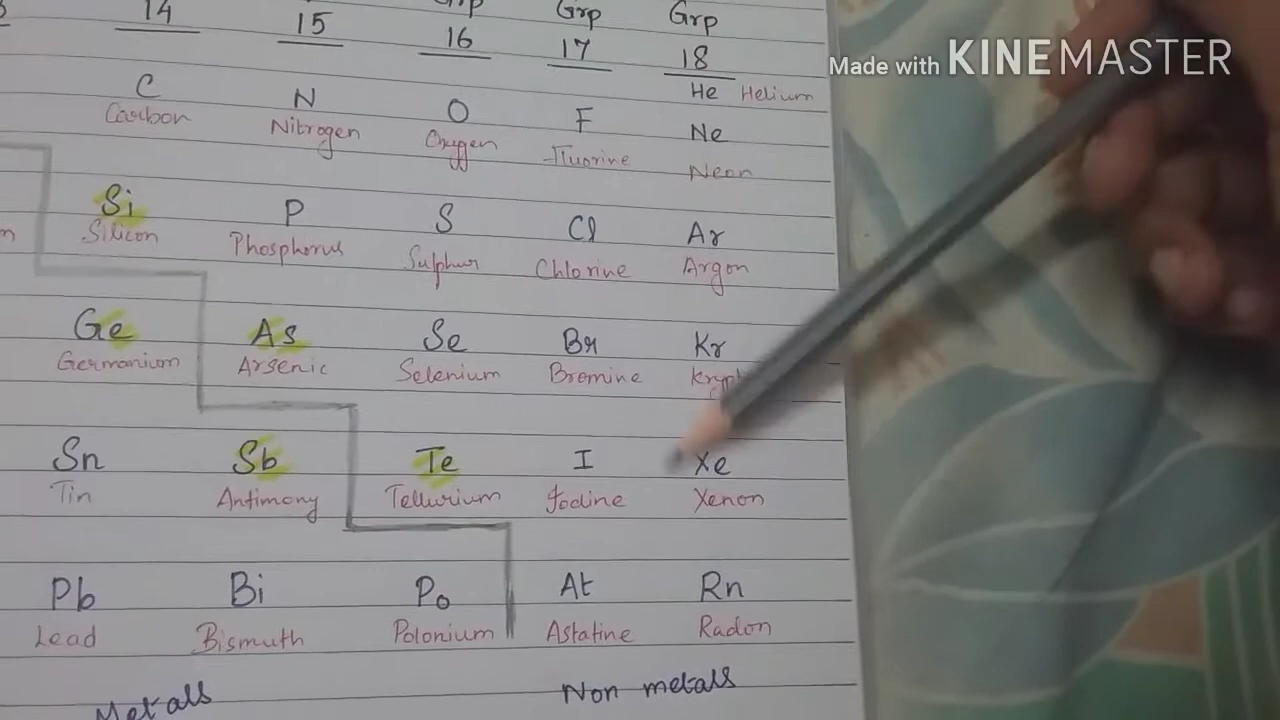 Grp Grp
14 15 16 17 18
Made with KINEMASTER
He Helium
C N O F Ne
Carbon Nitrogen Oxygen Fluorine Neon
Si P S Cl Ar
Silicon Phosphorus Sulphur Chlorine Argon
Ge As Se Br Kr
Germanium Arsenic Selenium Bromine
Sn Sb Te I Xe
Tin Antimony Tellurium Iodine Xenon
Pb Bi Po At Rn
Lead Bismuth Polonium Astatine Radon
Metals Non metals